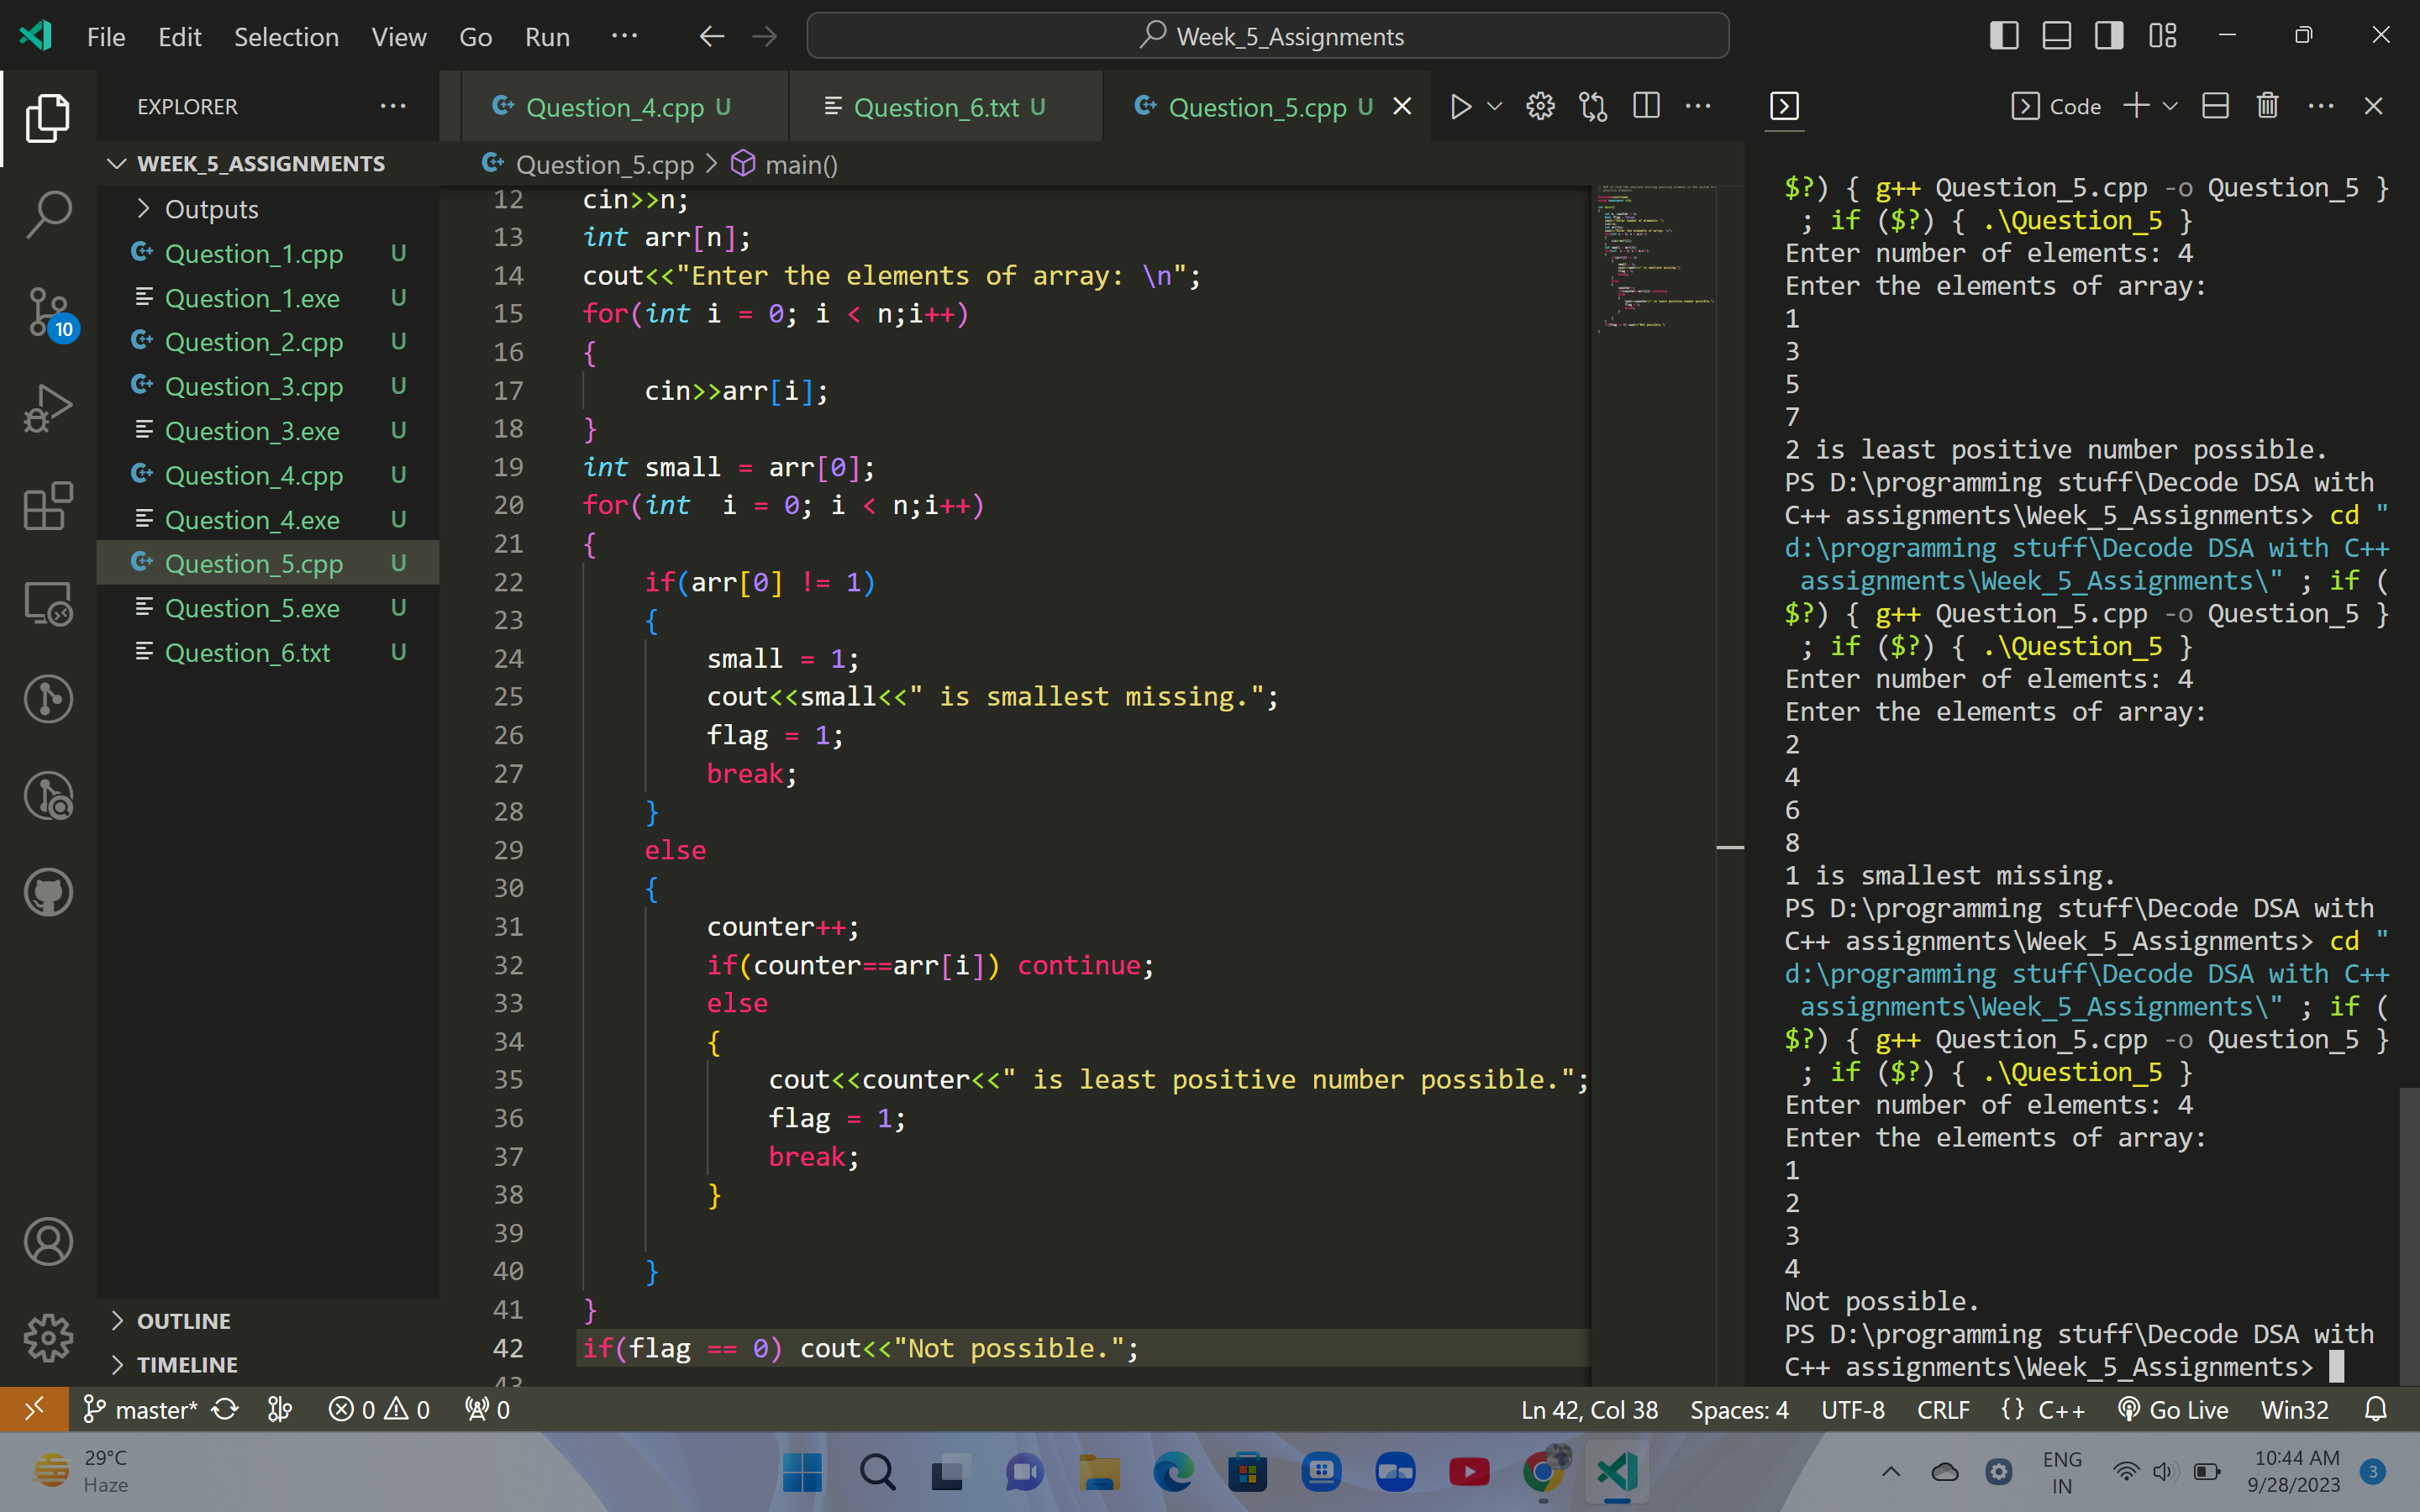 File Edit Selection View Go Run ··· Week_5_Assignments
EXPLORER ···
WEEK_5_ASSIGNMENTS
Outputs
Question_1.cpp U
Question_1.exe U
Question_2.cpp U
Question_3.cpp U
Question_3.exe U
Question_4.cpp U
Question_4.exe U
Question_5.cpp U
Question_5.exe U
Question_6.txt U
OUTLINE
TIMELINE
10
Question_4.cpp U Question_6.txt U Question_5.cpp U
Question_5.cpp > main()
12 cin>>n;
13 int arr[n];
14 cout<<"Enter the elements of array: \n";
15 for(int i = 0; i < n;i++)
16 {
17 cin>>arr[i];
18 }
19 int small = arr[0];
20 for(int  i = 0; i < n;i++)
21 {
22 if(arr[0] != 1)
23 {
24 small = 1;
25 cout<<small<<" is smallest missing.";
26 flag = 1;
27 break;
28 }
29 else
30 {
31 counter++;
32 if(counter==arr[i]) continue;
33 else
34 {
35 cout<<counter<<" is least positive number possible.";
36 flag = 1;
37 break;
38 }
39
40 }
41 }
42 if(flag == 0) cout<<"Not possible.";
43
Code
$?) { g++ Question_5.cpp -o Question_5 }
; if ($?) { .\Question_5 }
Enter number of elements: 4
Enter the elements of array:
1
3
5
7
2 is least positive number possible.
PS D:\programming stuff\Decode DSA with
C++ assignments\Week_5_Assignments> cd "
d:\programming stuff\Decode DSA with C++
assignments\Week_5_Assignments\" ; if (
$?) { g++ Question_5.cpp -o Question_5 }
; if ($?) { .\Question_5 }
Enter number of elements: 4
Enter the elements of array:
2
4
6
8
1 is smallest missing.
PS D:\programming stuff\Decode DSA with
C++ assignments\Week_5_Assignments> cd "
d:\programming stuff\Decode DSA with C++
assignments\Week_5_Assignments\" ; if (
$?) { g++ Question_5.cpp -o Question_5 }
; if ($?) { .\Question_5 }
Enter number of elements: 4
Enter the elements of array:
1
2
3
4
Not possible.
PS D:\programming stuff\Decode DSA with
C++ assignments\Week_5_Assignments>
master* 0 0 0 Ln 42, Col 38 Spaces: 4 UTF-8 CRLF {} C++ Go Live Win32
29°C
Haze
ENG
IN
10:44 AM
9/28/2023
3